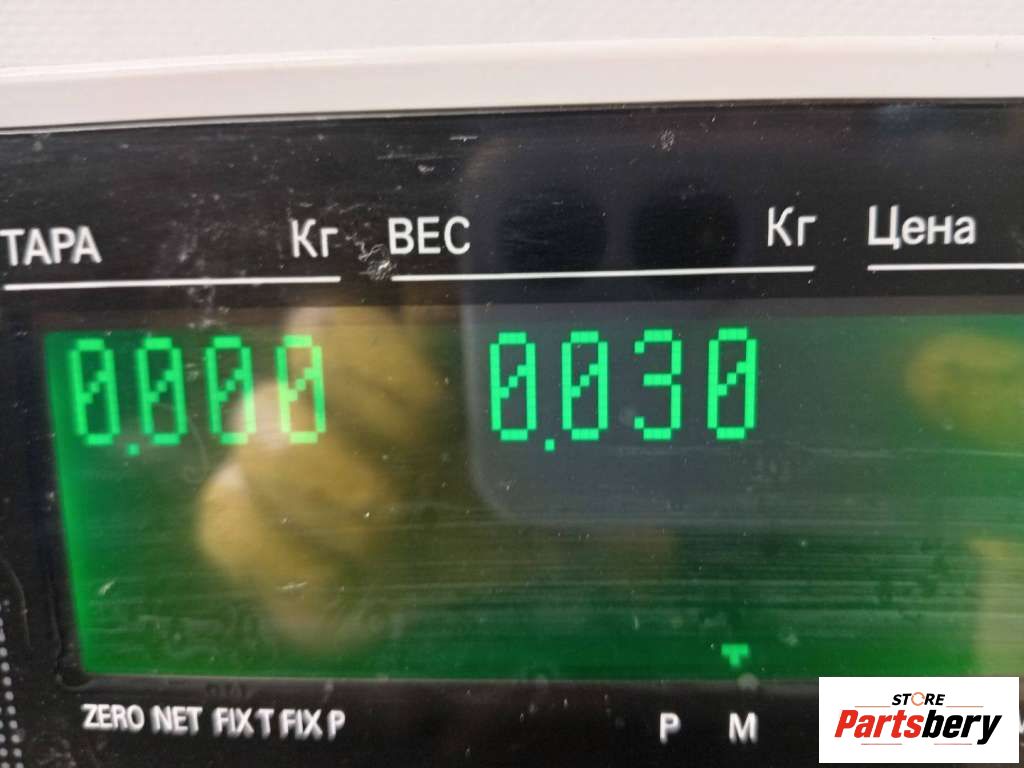 ТАРА Кг ВЕС Кг Цена
0.000 0.030
ZERO NET FIX T FIX P P M
STORE
Partsbery